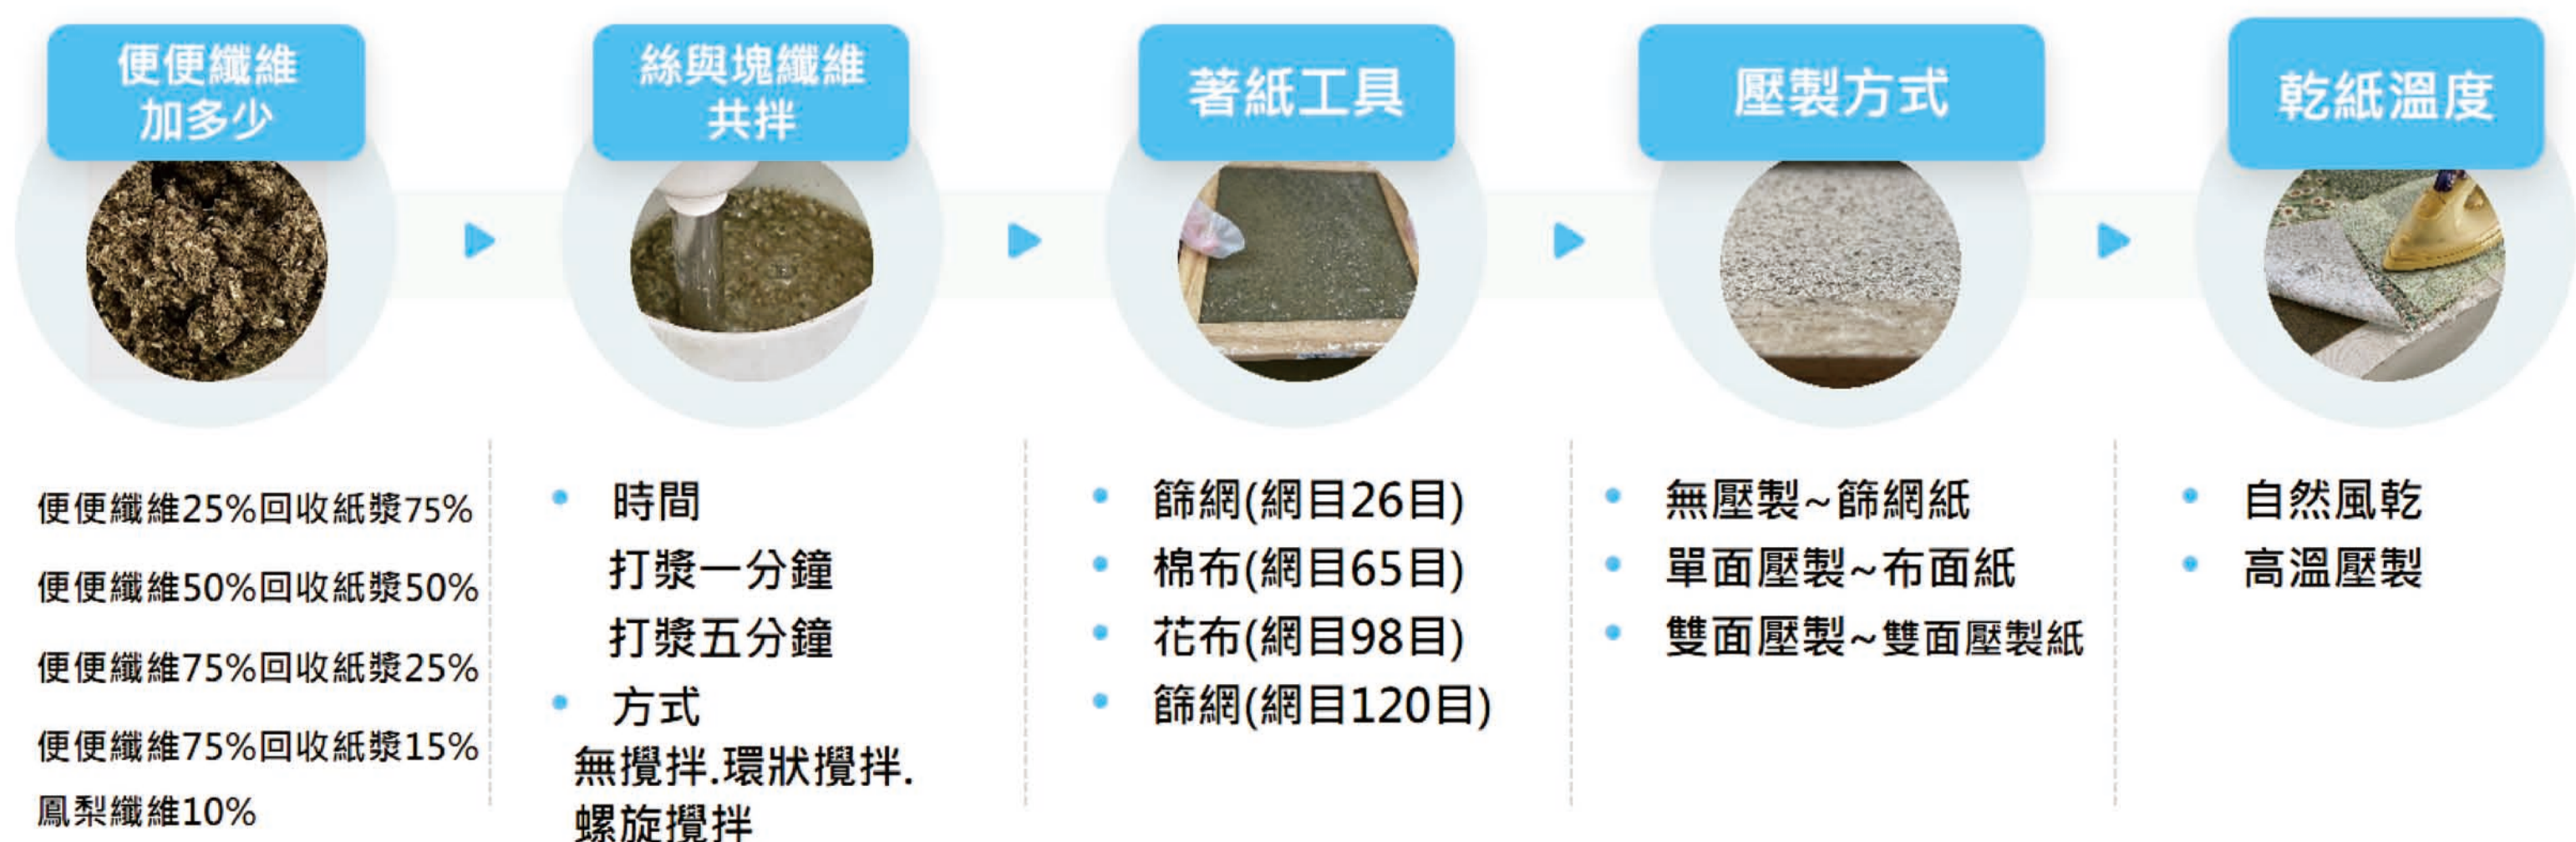 便便纖維
加多少
絲與塊纖維
共拌
著紙工具
壓製方式
乾紙溫度
便便纖維25%回收紙漿75%
便便纖維50%回收紙漿50%
便便纖維75%回收紙漿25%
便便纖維75%回收紙漿15%
鳳梨纖維10%
• 時間
打漿一分鐘
打漿五分鐘
• 方式
無攪拌.環狀攪拌.
螺旋攪拌
• 篩網(網目26目)
• 棉布(網目65目)
• 花布(網目98目)
• 篩網(網目120目)
• 無壓製~篩網紙
• 單面壓製~布面紙
• 雙面壓製~雙面壓製紙
• 自然風乾
• 高溫壓製